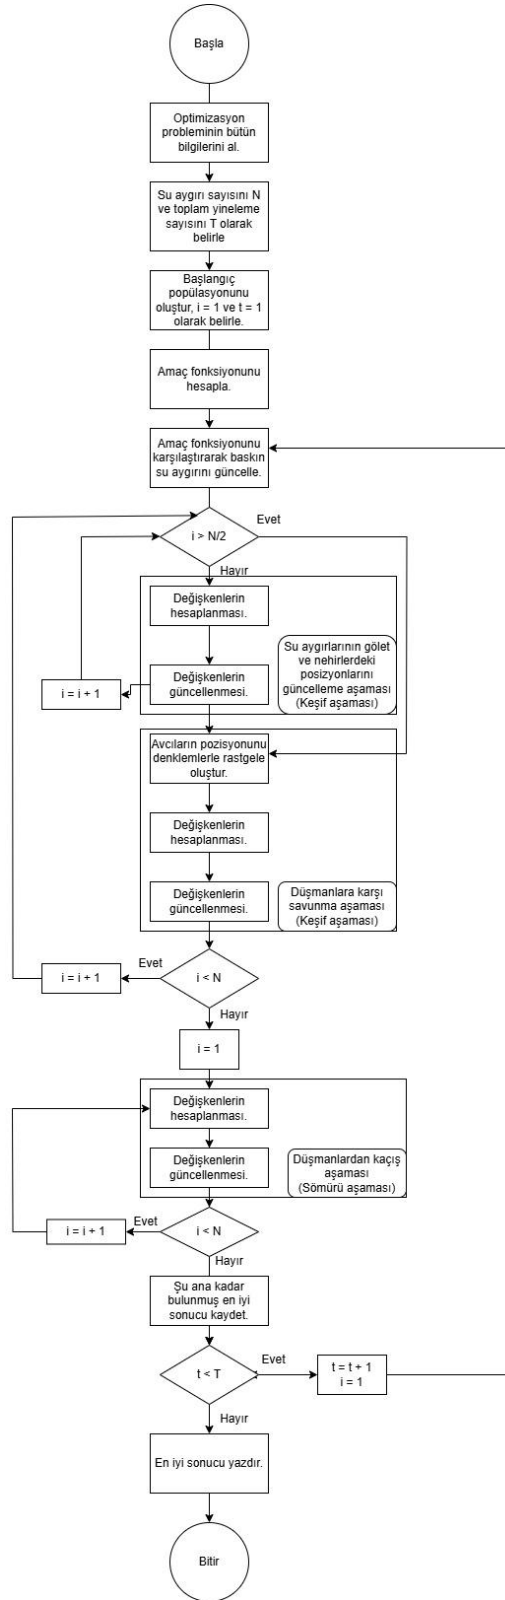 Başla
Optimizasyon
probleminin bütün
bilgilerini al.
Su aygırı sayısını N
ve toplam yineleme
sayısını T olarak
belirle
Başlangıç
popülasyonunu
oluştur, i = 1 ve t = 1
olarak belirle.
Amaç fonksiyonunu
hesapla.
Amaç fonksiyonunu
karşılaştırarak baskın
su aygırını güncelle.
i > N/2
Evet
Hayır
Değişkenlerin
hesaplanması.
Değişkenlerin
güncellenmesi.
i = i + 1
Su aygırlarının gölet
ve nehirlerdeki
posizyonlarını
güncelleme aşaması
(Keşif aşaması)
Avcıların pozisyonunu
denklemlerle rastgele
oluştur.
Değişkenlerin
hesaplanması.
Değişkenlerin
güncellenmesi.
Düşmanlara karşı
savunma aşaması
(Keşif aşaması)
i < N
Evet
i = i + 1
Hayır
i = 1
Değişkenlerin
hesaplanması.
Değişkenlerin
güncellenmesi.
Düşmanlardan kaçış
aşaması
(Sömürü aşaması)
i < N
Evet
i = i + 1
Hayır
Şu ana kadar
bulunmuş en iyi
sonucu kaydet.
t < T
Evet
t = t + 1
i = 1
Hayır
En iyi sonucu yazdır.
Bitir